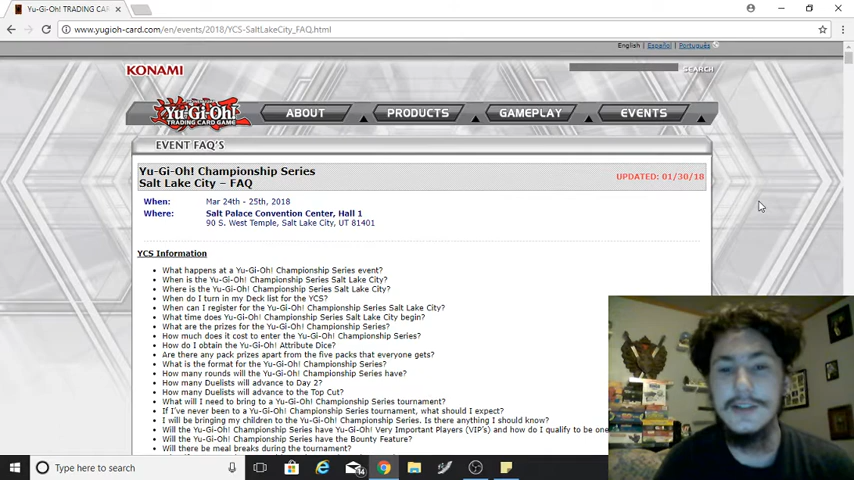 Yu-Gi-Oh! TRADING CAR
www.yugioh-card.com/en/events/2018/YCS-SaltLakeCity_FAQ.html
English | Español | Português
KONAMI
SEARCH
Yu-Gi-Oh!
TRADING CARD GAME
ABOUT
PRODUCTS
GAMEPLAY
EVENTS
EVENT FAQ'S
Yu-Gi-Oh! Championship Series
Salt Lake City – FAQ
UPDATED: 01/30/18
When: Mar 24th - 25th, 2018
Where: Salt Palace Convention Center, Hall 1
90 S. West Temple, Salt Lake City, UT 81401
YCS Information
What happens at a Yu-Gi-Oh! Championship Series event?
When is the Yu-Gi-Oh! Championship Series Salt Lake City?
Where is the Yu-Gi-Oh! Championship Series Salt Lake City?
When do I turn in my Deck list for the YCS?
When can I register for the Yu-Gi-Oh! Championship Series Salt Lake City?
What time does Yu-Gi-Oh! Championship Series Salt Lake City begin?
What are the prizes for the Yu-Gi-Oh! Championship Series?
How much does it cost to enter the Yu-Gi-Oh! Championship Series?
How do I obtain the Yu-Gi-Oh! Attribute Dice?
Are there any pack prizes apart from the five packs that everyone gets?
What is the format for the Yu-Gi-Oh! Championship Series?
How many rounds will the Yu-Gi-Oh! Championship Series have?
How many Duelists will advance to Day 2?
How many Duelists will advance to the Top Cut?
What will I need to bring to a Yu-Gi-Oh! Championship Series tournament?
If I've never been to a Yu-Gi-Oh! Championship Series tournament, what should I expect?
I will be bringing my children to the Yu-Gi-Oh! Championship Series. Is there anything I should know?
Will the Yu-Gi-Oh! Championship Series have Yu-Gi-Oh! Very Important Players (VIP's) and how do I qualify to be one
Will the Yu-Gi-Oh! Championship Series have the Bounty Feature?
Will there be meal breaks during the tournament?
Type here to search
14